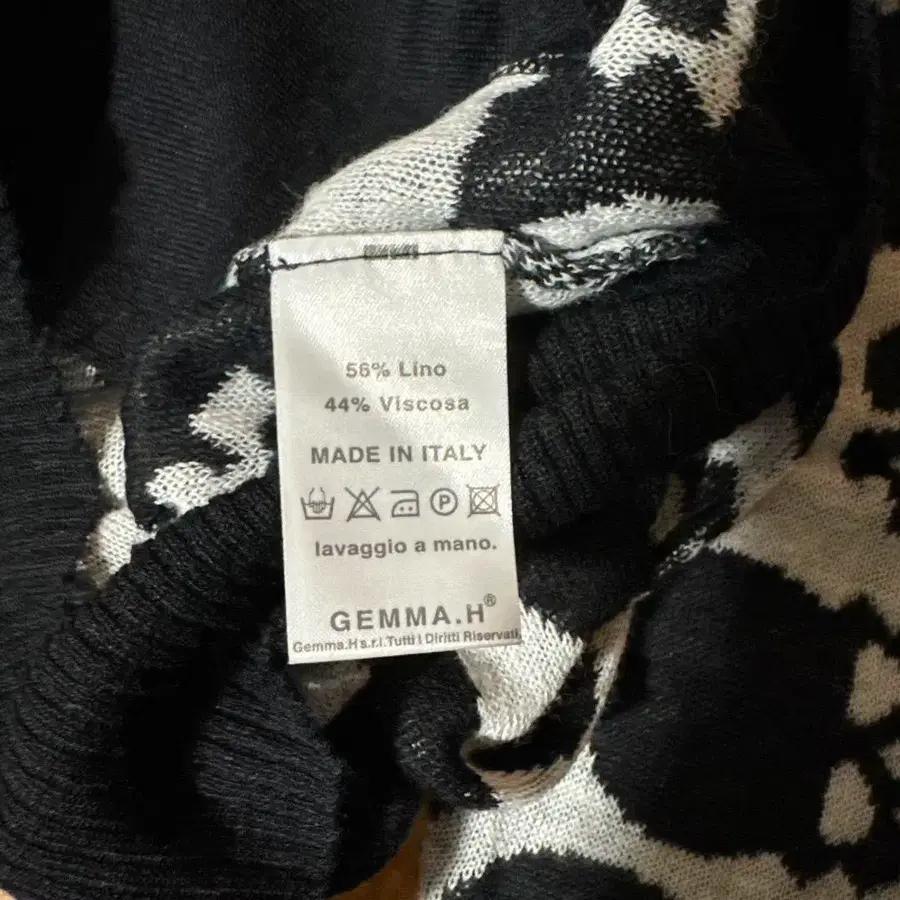 56% Lino
44% Viscosa
MADE IN ITALY
P
lavaggio a mano.
GEMMA.H®
Gemma.H s.r.l. Tutti i Diritti Riservati